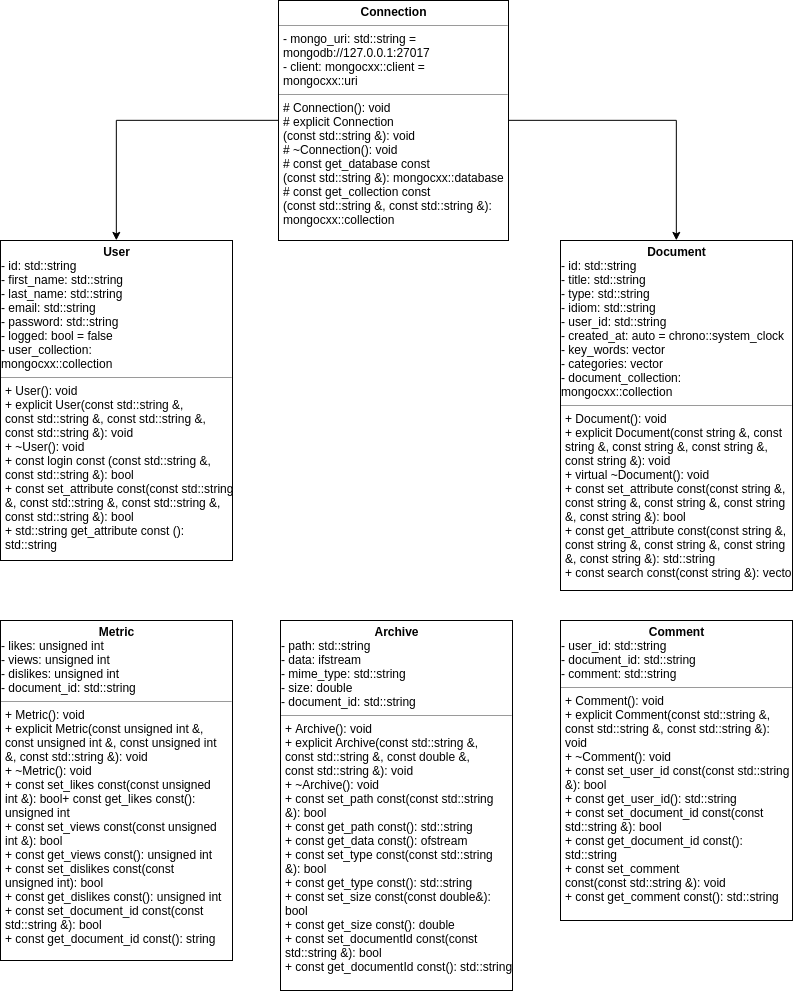 Connection
- mongo_uri: std::string =
mongodb://127.0.0.1:27017
- client: mongocxx::client =
mongocxx::uri
# Connection(): void
# explicit Connection
(const std::string &): void
# ~Connection(): void
# const get_database const
(const std::string &): mongocxx::database
# const get_collection const
(const std::string &, const std::string &):
mongocxx::collection
User
- id: std::string
- first_name: std::string
- last_name: std::string
- email: std::string
- password: std::string
- logged: bool = false
- user_collection:
mongocxx::collection
+ User(): void
+ explicit User(const std::string &,
const std::string &, const std::string &,
const std::string &): void
+ ~User(): void
+ const login const (const std::string &,
const std::string &): bool
+ const set_attribute const(const std::string
&, const std::string &, const std::string &,
const std::string &): bool
+ std::string get_attribute const ():
std::string
Document
- id: std::string
- title: std::string
- type: std::string
- idiom: std::string
- user_id: std::string
- created_at: auto = chrono::system_clock
- key_words: vector
- categories: vector
- document_collection:
mongocxx::collection
+ Document(): void
+ explicit Document(const string &, const
string &, const string &, const string &,
const string &): void
+ virtual ~Document(): void
+ const set_attribute const(const string &,
const string &, const string &, const string
&, const string &): bool
+ const get_attribute const(const string &,
const string &, const string &, const string
&, const string &): std::string
+ const search const(const string &): vecto
Metric
- likes: unsigned int
- views: unsigned int
- dislikes: unsigned int
- document_id: std::string
+ Metric(): void
+ explicit Metric(const unsigned int &,
const unsigned int &, const unsigned int
&, const std::string &): void
+ ~Metric(): void
+ const set_likes const(const unsigned
int &): bool+ const get_likes const():
unsigned int
+ const set_views const(const unsigned
int &): bool
+ const get_views const(): unsigned int
+ const set_dislikes const(const
unsigned int): bool
+ const get_dislikes const(): unsigned int
+ const set_document_id const(const
std::string &): bool
+ const get_document_id const(): string
Archive
- path: std::string
- data: ifstream
- mime_type: std::string
- size: double
- document_id: std::string
+ Archive(): void
+ explicit Archive(const std::string &,
const std::string &, const double &,
const std::string &): void
+ ~Archive(): void
+ const set_path const(const std::string
&): bool
+ const get_path const(): std::string
+ const get_data const(): ofstream
+ const set_type const(const std::string
&): bool
+ const get_type const(): std::string
+ const set_size const(const double&):
bool
+ const get_size const(): double
+ const set_documentId const(const
std::string &): bool
+ const get_documentId const(): std::string
Comment
- user_id: std::string
- document_id: std::string
- comment: std::string
+ Comment(): void
+ explicit Comment(const std::string &,
const std::string &, const std::string &):
void
+ ~Comment(): void
+ const set_user_id const(const std::string
&): bool
+ const get_user_id(): std::string
+ const set_document_id const(const
std::string &): bool
+ const get_document_id const():
std::string
+ const set_comment
const(const std::string &): void
+ const get_comment const(): std::string